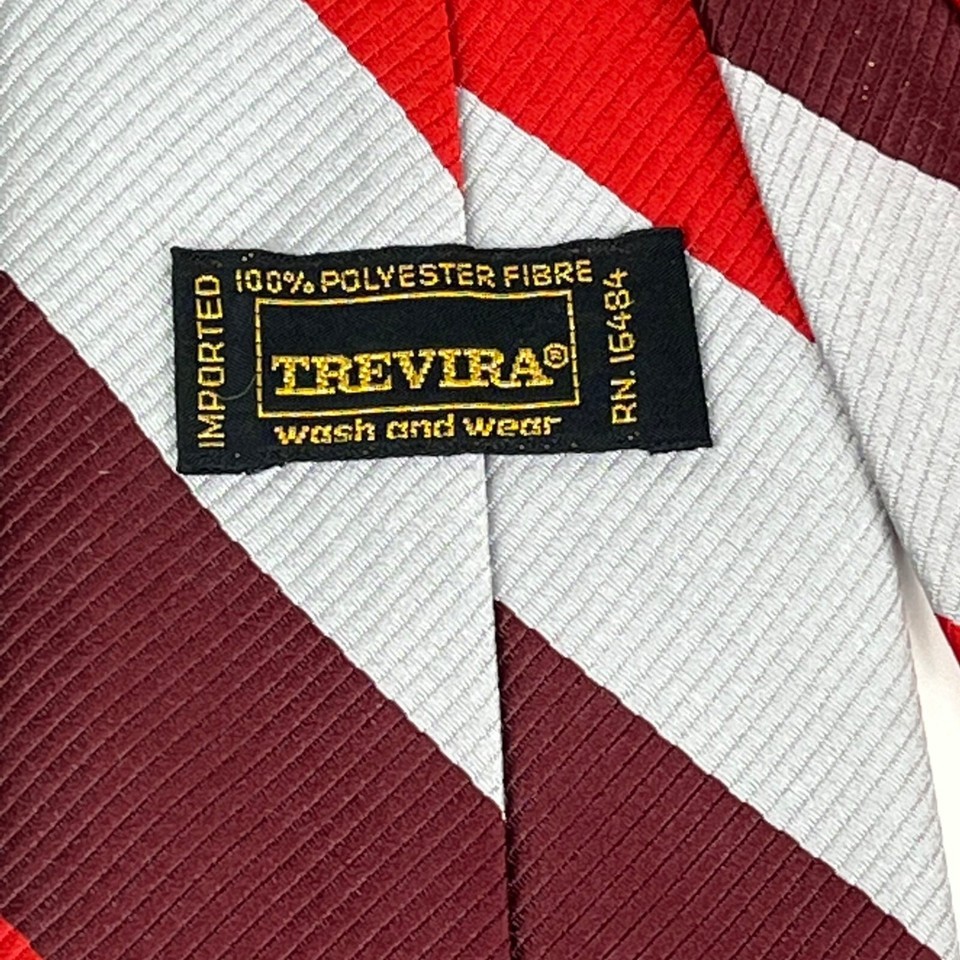 IMPORTED
100% POLYESTER FIBRE
TREVIRA®
wash and wear
RN.16484